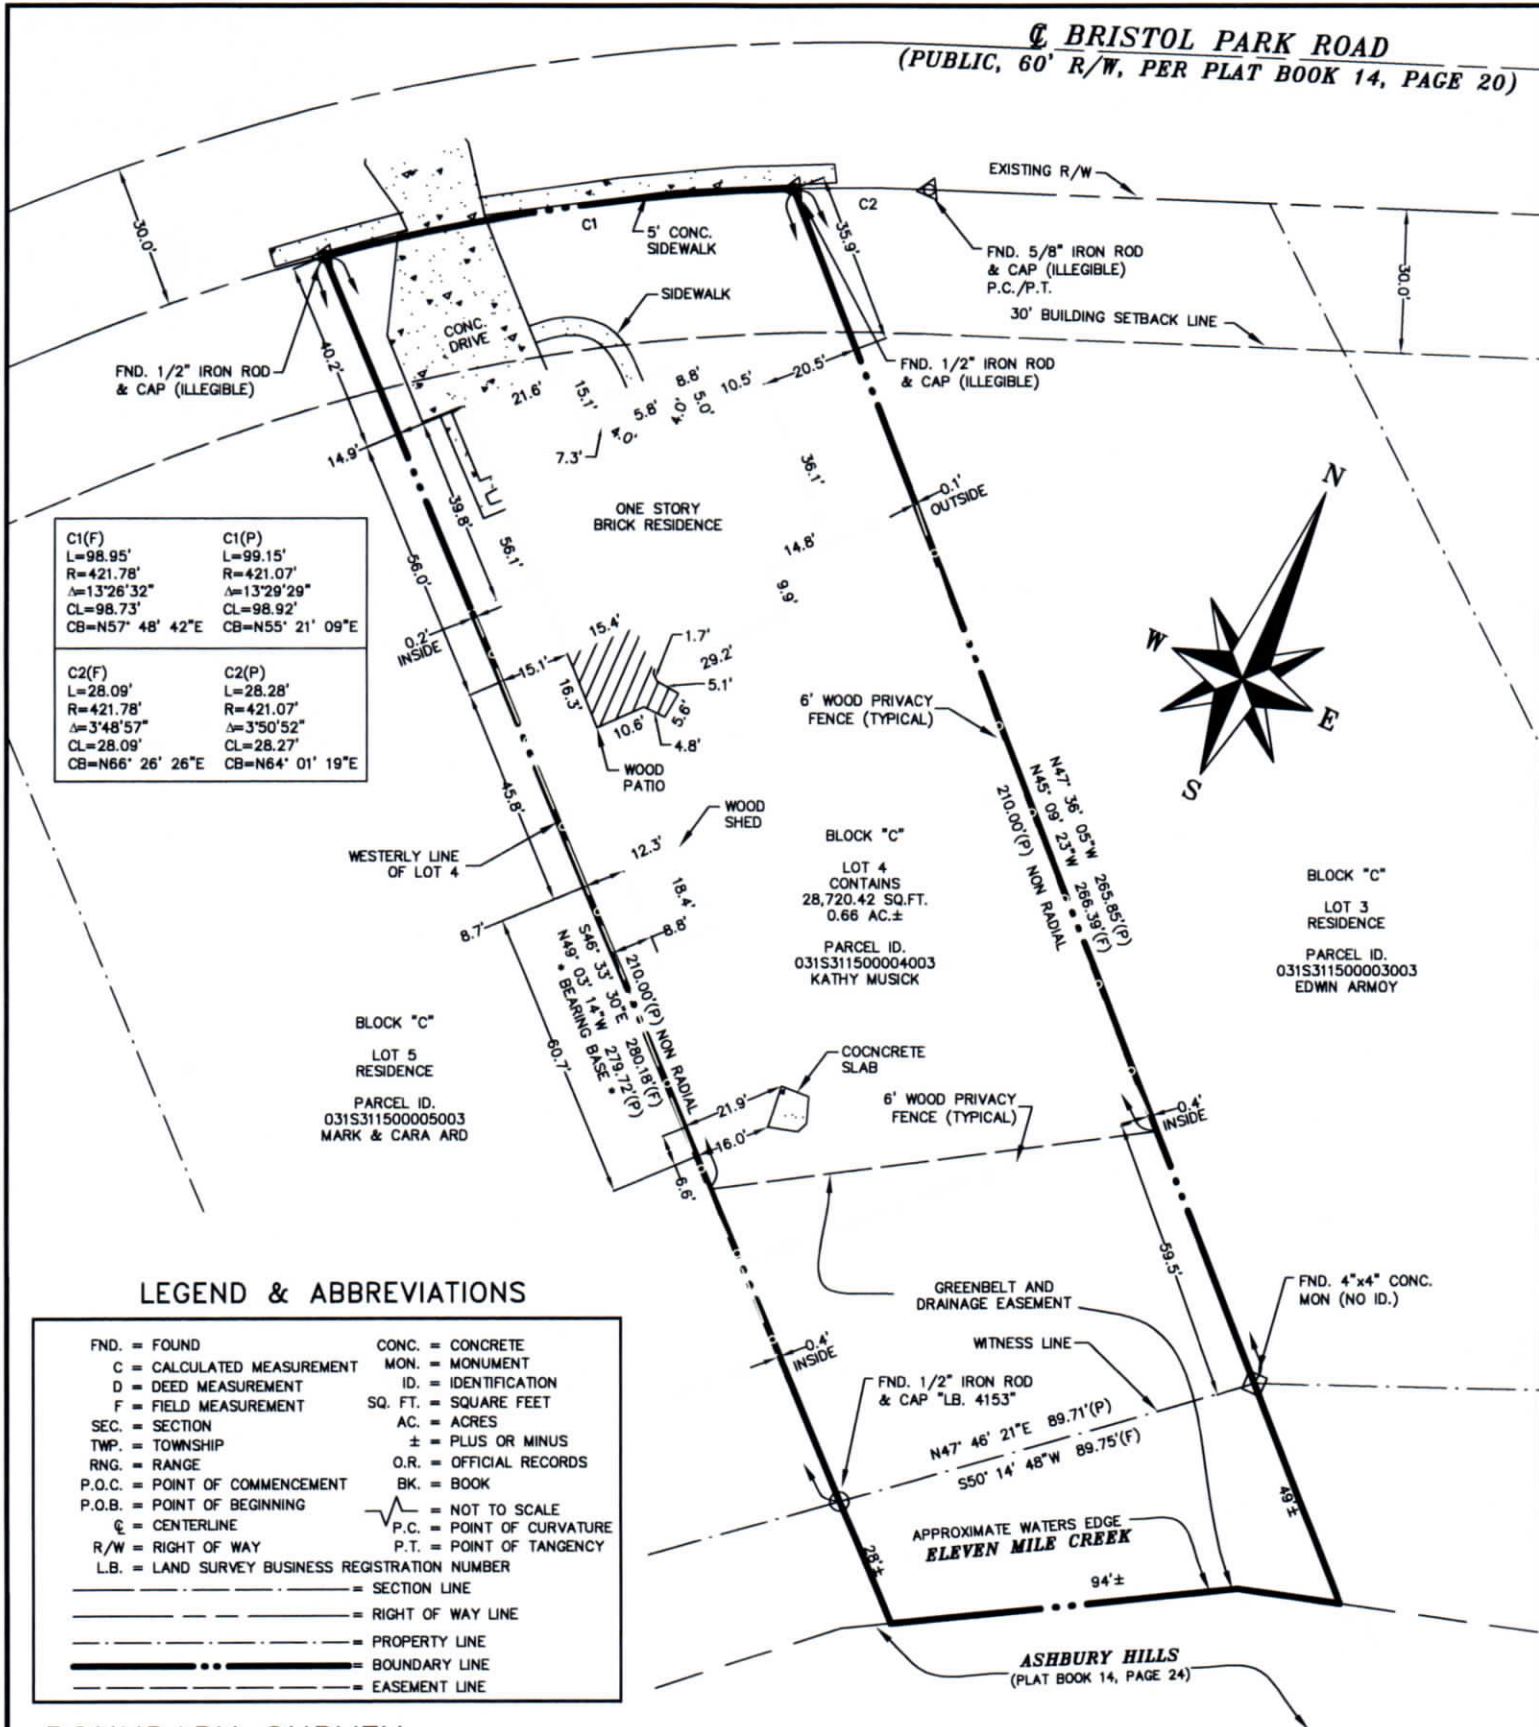 ℄ BRISTOL PARK ROAD
(PUBLIC, 60' R/W, PER PLAT BOOK 14, PAGE 20)
EXISTING R/W
30.0'
C1
5' CONC.
SIDEWALK
C2
35.9'
FND. 5/8" IRON ROD
& CAP (ILLEGIBLE)
P.C./P.T.
30.0'
SIDEWALK
30' BUILDING SETBACK LINE
CONC.
DRIVE
FND. 1/2" IRON ROD
& CAP (ILLEGIBLE)
40.2'
FND. 1/2" IRON ROD
& CAP (ILLEGIBLE)
21.6'
15.1'
4.0'
5.8'
4.0'
8.8'
5.0'
10.5'
20.5'
14.9'
7.3'
36.1'
39.8'
56.1'
56.0'
ONE STORY
BRICK RESIDENCE
0.1'
OUTSIDE
14.8'
9.9'
N
W
E
S
C1(F) C1(P)
L=98.95' L=99.15'
R=421.78' R=421.07'
Δ=13°26'32" Δ=13°29'29"
CL=98.73' CL=98.92'
CB=N57° 48' 42"E CB=N55° 21' 09"E
C2(F) C2(P)
L=28.09' L=28.28'
R=421.78' R=421.07'
Δ=3°48'57" Δ=3°50'52"
CL=28.09' CL=28.27'
CB=N66° 26' 26"E CB=N64° 01' 19"E
0.2'
INSIDE
15.4'
1.7'
29.2'
5.1'
15.1'
16.3'
10.6'
5.6'
4.8'
WOOD
PATIO
6' WOOD PRIVACY
FENCE (TYPICAL)
45.8'
WOOD
SHED
N47° 36' 05"W 265.85'(P)
N45° 09' 23"W 266.39'(F)
210.00'(P) NON RADIAL
WESTERLY LINE
OF LOT 4
12.3'
18.4'
8.8'
8.7'
BLOCK "C"
LOT 4
CONTAINS
28,720.42 SQ.FT.
0.66 AC.±
PARCEL ID.
031S311500004003
KATHY MUSICK
BLOCK "C"
LOT 3
RESIDENCE
PARCEL ID.
031S311500003003
EDWIN ARMOY
210.00'(P) NON RADIAL
S46° 33' 30"E 280.18'(F)
N49° 03' 14"W 279.72'(P)
* BEARING BASE *
60.7'
BLOCK "C"
LOT 5
RESIDENCE
PARCEL ID.
031S311500005003
MARK & CARA ARD
COCNCRETE
SLAB
21.9'
16.0'
6.6'
6' WOOD PRIVACY
FENCE (TYPICAL)
0.4'
INSIDE
59.5'
GREENBELT AND
DRAINAGE EASEMENT
FND. 4"x4" CONC.
MON (NO ID.)
WITNESS LINE
0.4'
INSIDE
FND. 1/2" IRON ROD
& CAP "LB. 4153"
N47° 46' 21"E 89.71'(P)
S50° 14' 48"W 89.75'(F)
49'±
28'±
APPROXIMATE WATERS EDGE
ELEVEN MILE CREEK
94'±
ASHBURY HILLS
(PLAT BOOK 14, PAGE 24)
LEGEND & ABBREVIATIONS
FND. = FOUND
C = CALCULATED MEASUREMENT
D = DEED MEASUREMENT
F = FIELD MEASUREMENT
SEC. = SECTION
TWP. = TOWNSHIP
RNG. = RANGE
P.O.C. = POINT OF COMMENCEMENT
P.O.B. = POINT OF BEGINNING
℄ = CENTERLINE
R/W = RIGHT OF WAY
L.B. = LAND SURVEY BUSINESS REGISTRATION NUMBER
CONC. = CONCRETE
MON. = MONUMENT
ID. = IDENTIFICATION
SQ. FT. = SQUARE FEET
AC. = ACRES
± = PLUS OR MINUS
O.R. = OFFICIAL RECORDS
BK. = BOOK
= NOT TO SCALE
P.C. = POINT OF CURVATURE
P.T. = POINT OF TANGENCY
= SECTION LINE
= RIGHT OF WAY LINE
= PROPERTY LINE
= BOUNDARY LINE
= EASEMENT LINE